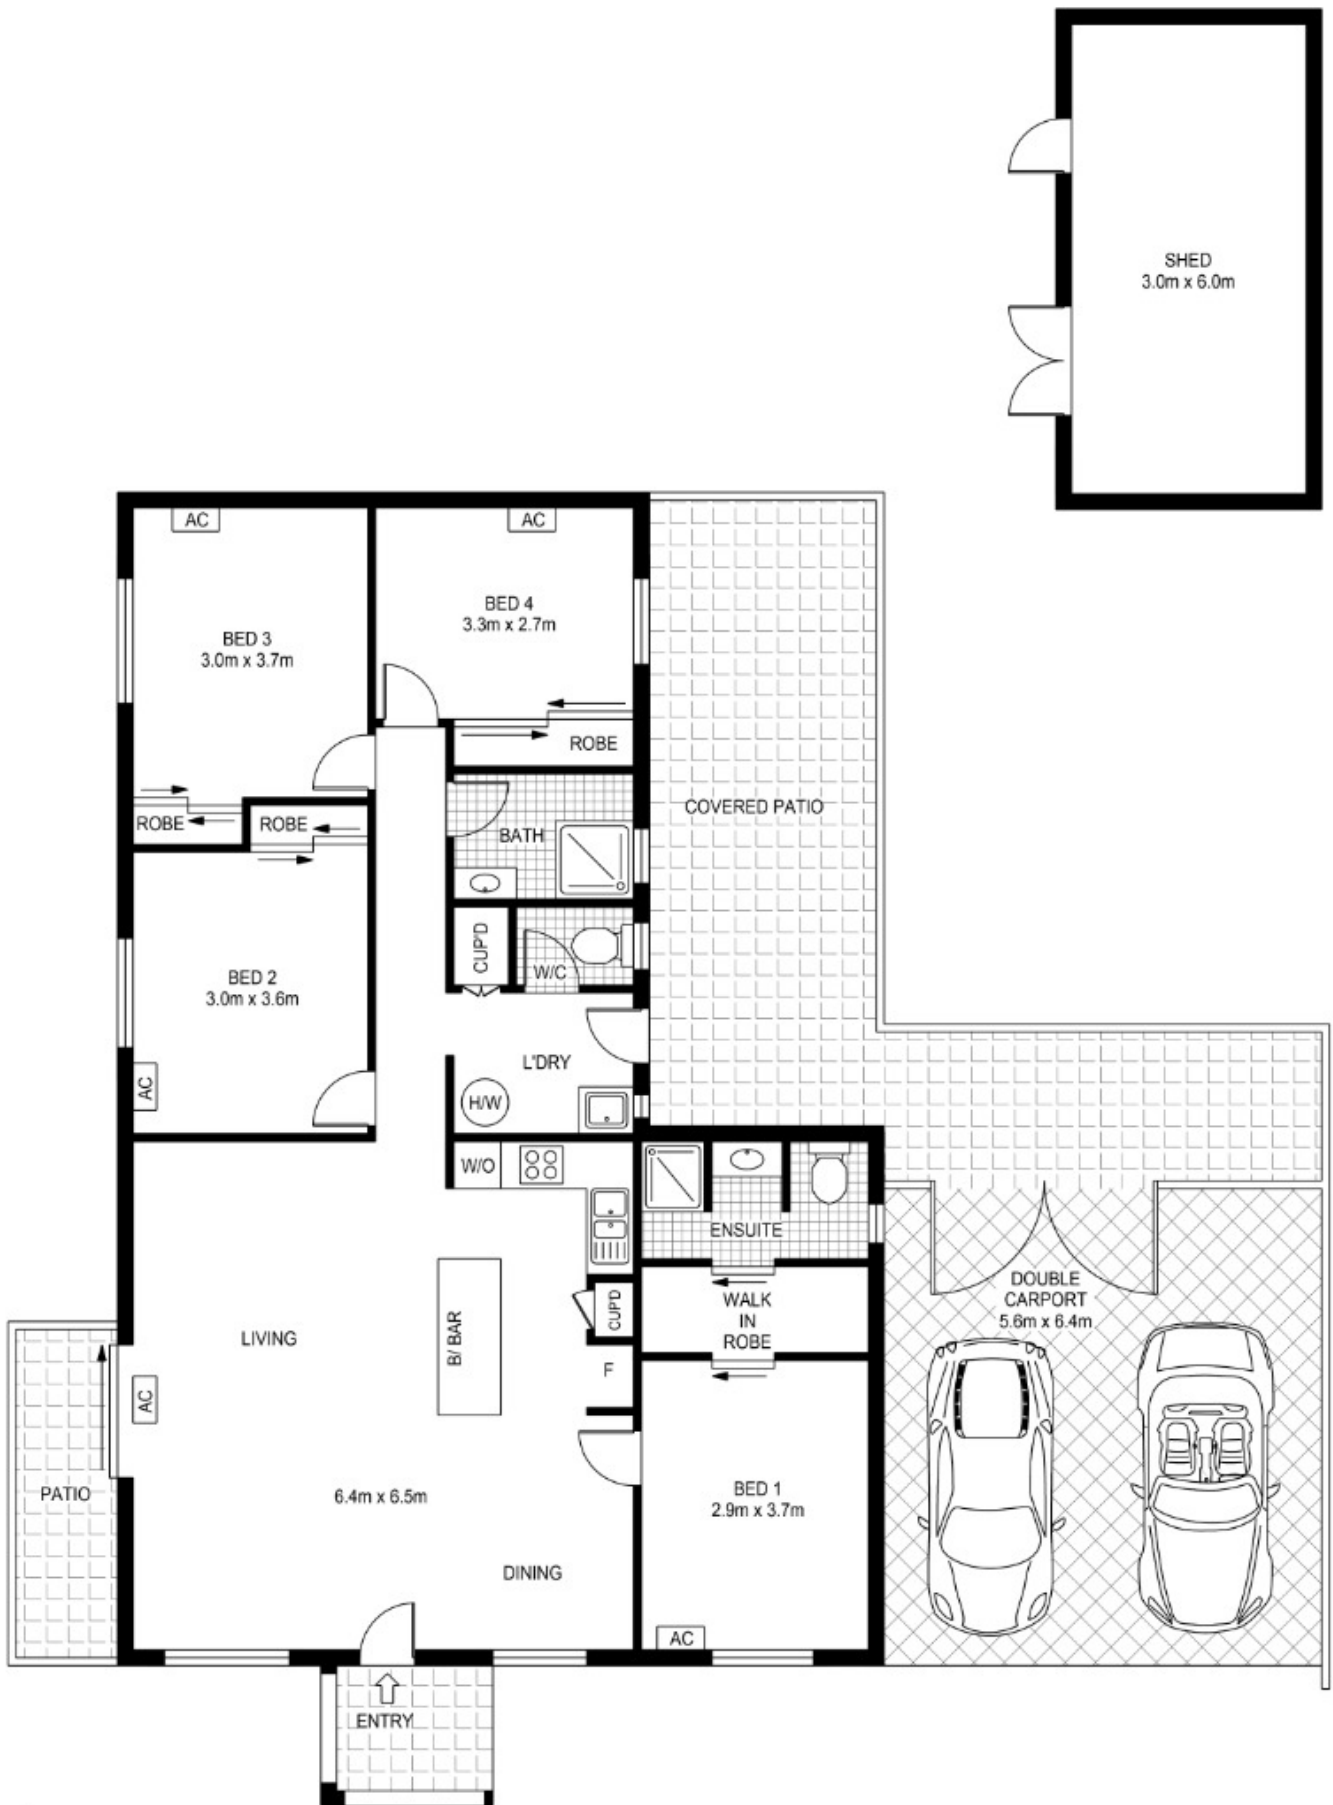 SHED
3.0m x 6.0m
AC
AC
BED 4
3.3m x 2.7m
BED 3
3.0m x 3.7m
ROBE
ROBE
ROBE
BATH
COVERED PATIO
CUP'D
W/C
BED 2
3.0m x 3.6m
L'DRY
AC
H/W
W/O
ENSUITE
DOUBLE
CARPORT
5.6m x 6.4m
WALK
IN
ROBE
CUP'D
LIVING
B/ BAR
F
AC
PATIO
6.4m x 6.5m
BED 1
2.9m x 3.7m
DINING
AC
ENTRY